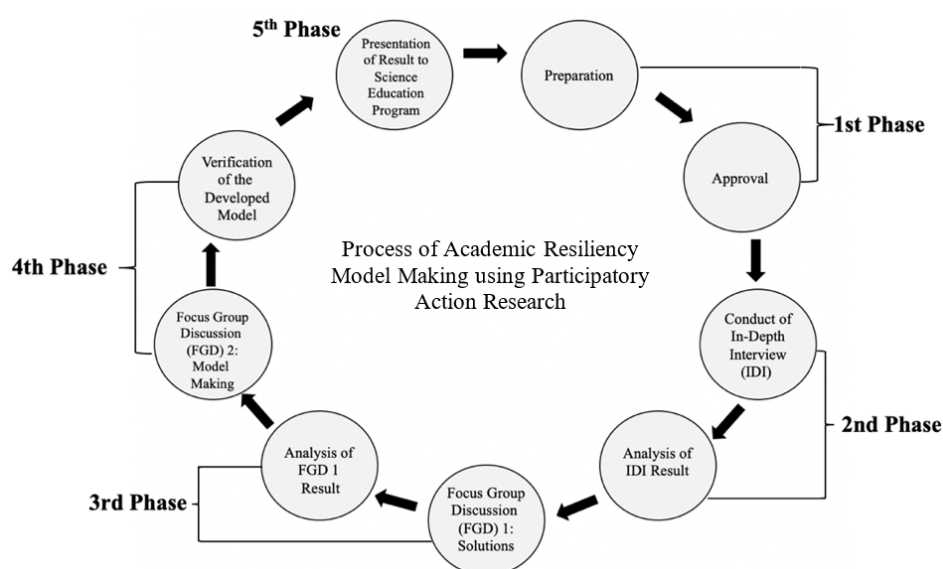 5th Phase
Presentation
of Result to
Science
Education
Program
Preparation
1st Phase
Approval
Verification
of the
Developed
Model
Process of Academic Resiliency
Model Making using Participatory
Action Research
4th Phase
Focus Group
Discussion
(FGD) 2:
Model
Making
Conduct of
In-Depth
Interview
(IDI)
2nd Phase
Analysis of
IDI Result
Analysis of
FGD 1
Result
3rd Phase
Focus Group
Discussion
(FGD) 1:
Solutions